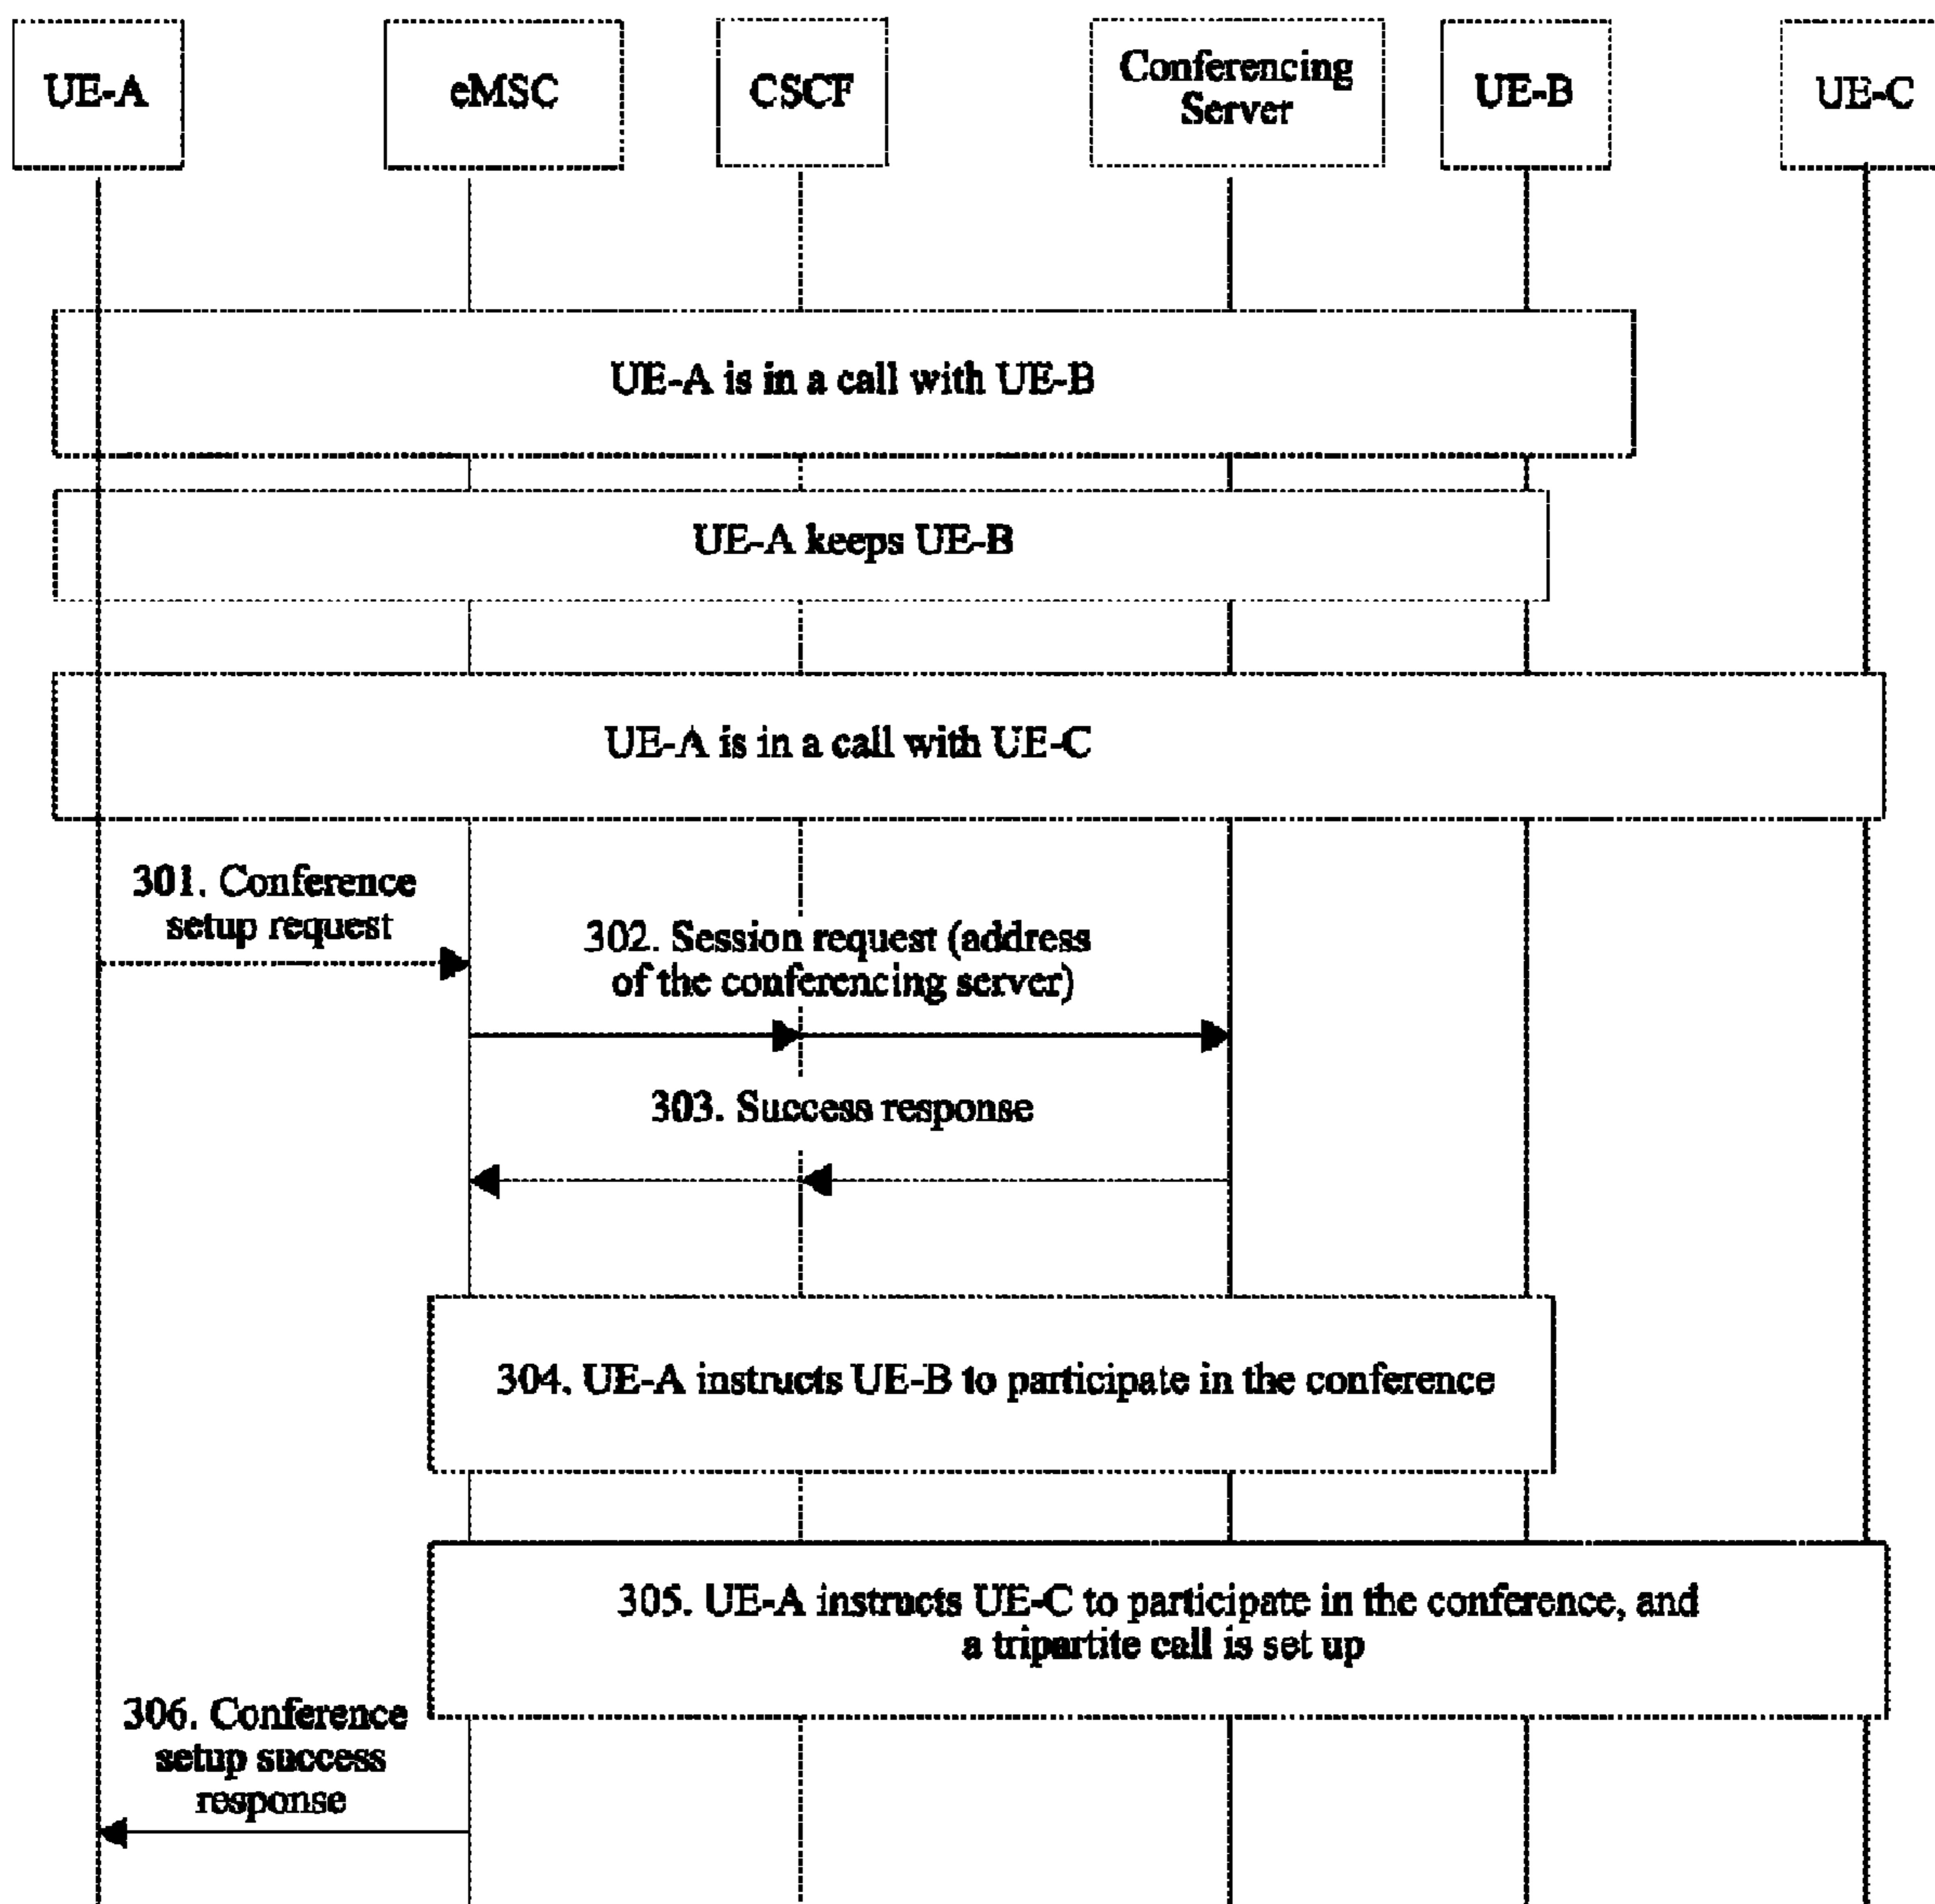 UE-A
eMSC
CSCF
Conferencing
Server
UE-B
UE-C
UE-A is in a call with UE-B
UE-A keeps UE-B
UE-A is in a call with UE-C
301. Conference
setup request
302. Session request (address
of the conferencing server)
303. Success response
304. UE-A instructs UE-B to participate in the conference
305. UE-A instructs UE-C to participate in the conference, and
a tripartite call is set up
306. Conference
setup success
response